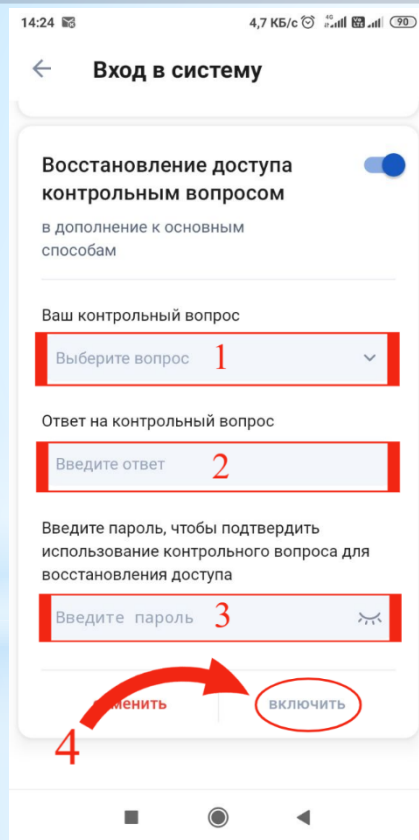 14:24 4,7 КБ/с 4G VoLTE 90
Вход в систему
Восстановление доступа
контрольным вопросом
в дополнение к основным
способам
Ваш контрольный вопрос
Выберите вопрос 1
Ответ на контрольный вопрос
Введите ответ 2
Введите пароль, чтобы подтвердить
использование контрольного вопроса для
восстановления доступа
Введите пароль 3
менить ВКЛЮЧИТЬ
4